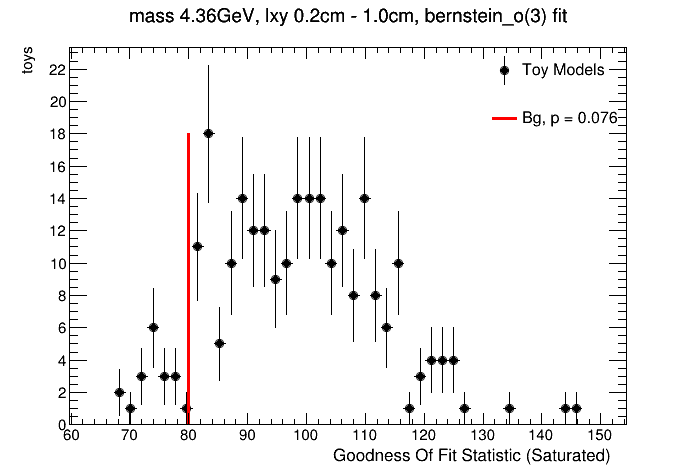 mass 4.36GeV, lxy 0.2cm - 1.0cm, bernstein_o(3) fit
toys
22
20
18
16
14
12
10
8
6
4
2
0
Toy Models
Bg, p = 0.076
60 70 80 90 100 110 120 130 140 150
Goodness Of Fit Statistic (Saturated)